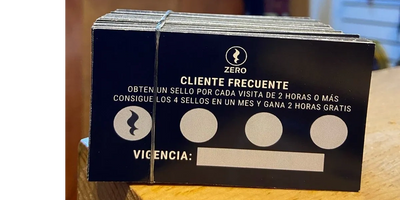 ZERO
CLIENTE FRECUENTE
OBTEN UN SELLO POR CADA VISITA DE 2 HORAS O MÁS
CONSIGUE LOS 4 SELLOS EN UN MES Y GANA 2 HORAS GRATIS
VIGENCIA: